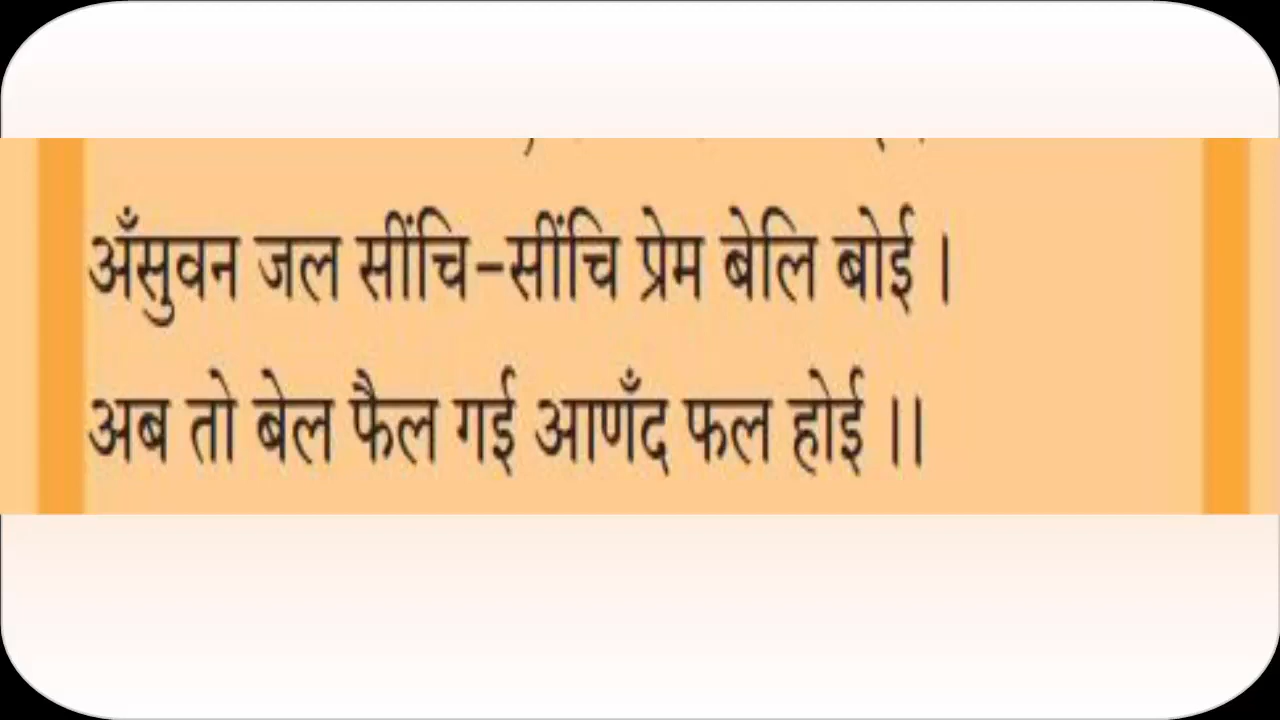 अँसुवन जल सींचि-सींचि प्रेम बेलि बोई ।
अब तो बेल फैल गई आणँद फल होई ।।